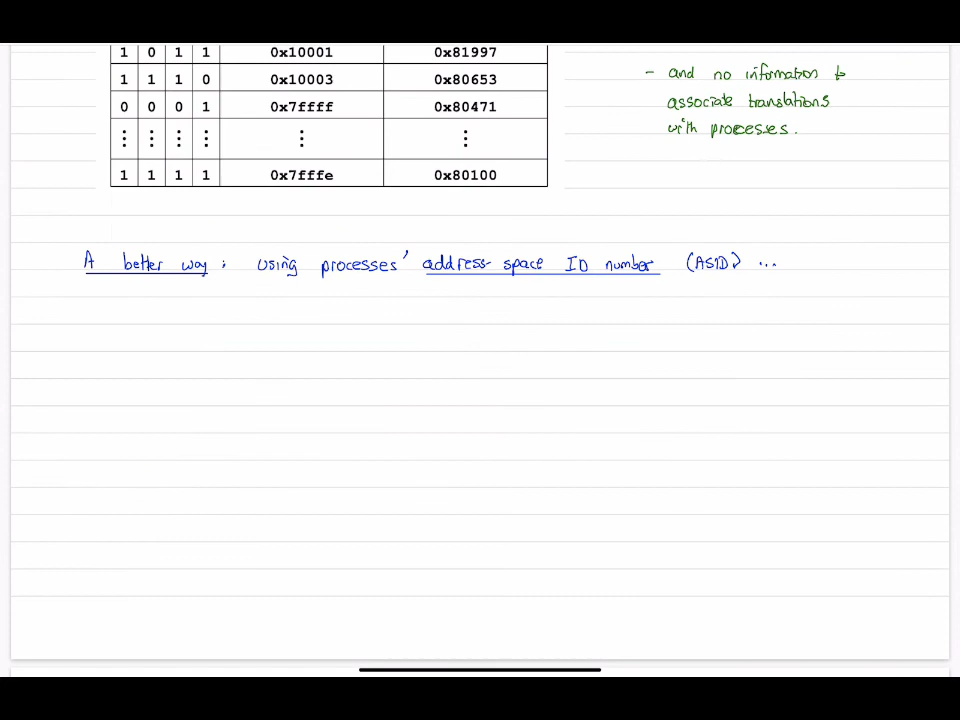 1 0 1 1 0x10001 0x81997
1 1 1 0 0x10003 0x80653
0 0 0 1 0x7ffff 0x80471
⋮ ⋮ ⋮ ⋮ ⋮ ⋮
1 1 1 1 0x7fffe 0x80100
- and no information to
associate translations
with processes.
A better way: using processes' address-space ID number (ASID) ...